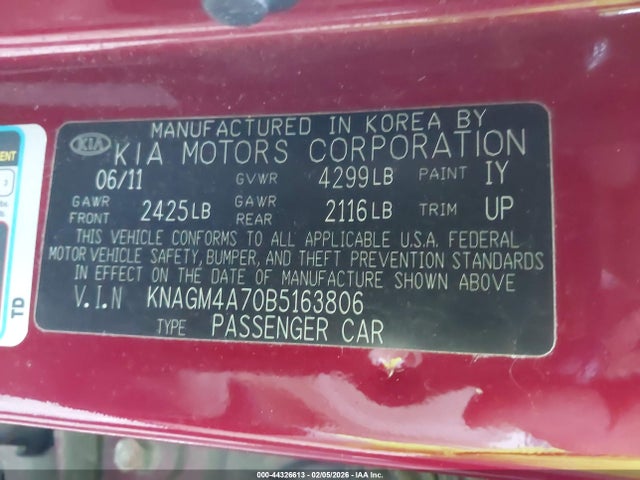 MANUFACTURED IN KOREA BY
KIA KIA MOTORS CORPORATION
06/11 GVWR 4299LB PAINT IY
GAWR FRONT 2425LB GAWR REAR 2116LB TRIM UP
THIS VEHICLE CONFORMS TO ALL APPLICABLE U.S.A. FEDERAL
MOTOR VEHICLE SAFETY, BUMPER, AND THEFT PREVENTION STANDARDS
IN EFFECT ON THE DATE OF MANUFACTURE SHOWN ABOVE
V.I.N KNAGM4A70B5163806
TYPE PASSENGER CAR
TD
000-44326613 - 02/05/2026 - IAA Inc.